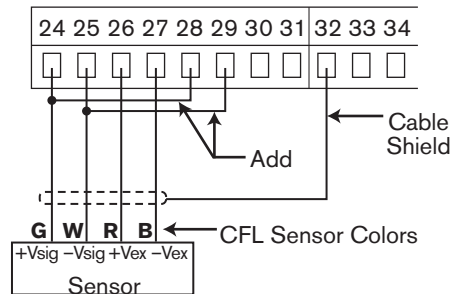 24 25 26 27 28 29 30 31 32 33 34
Cable
Shield
Add
G W R B
CFL Sensor Colors
+Vsig −Vsig +Vex −Vex
Sensor